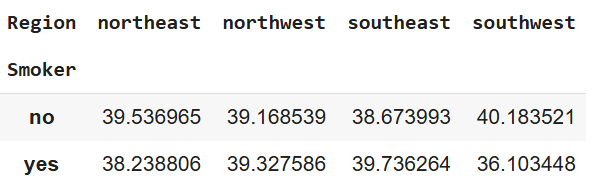 Region northeast northwest southeast southwest
Smoker
no 39.536965 39.168539 38.673993 40.183521
yes 38.238806 39.327586 39.736264 36.103448